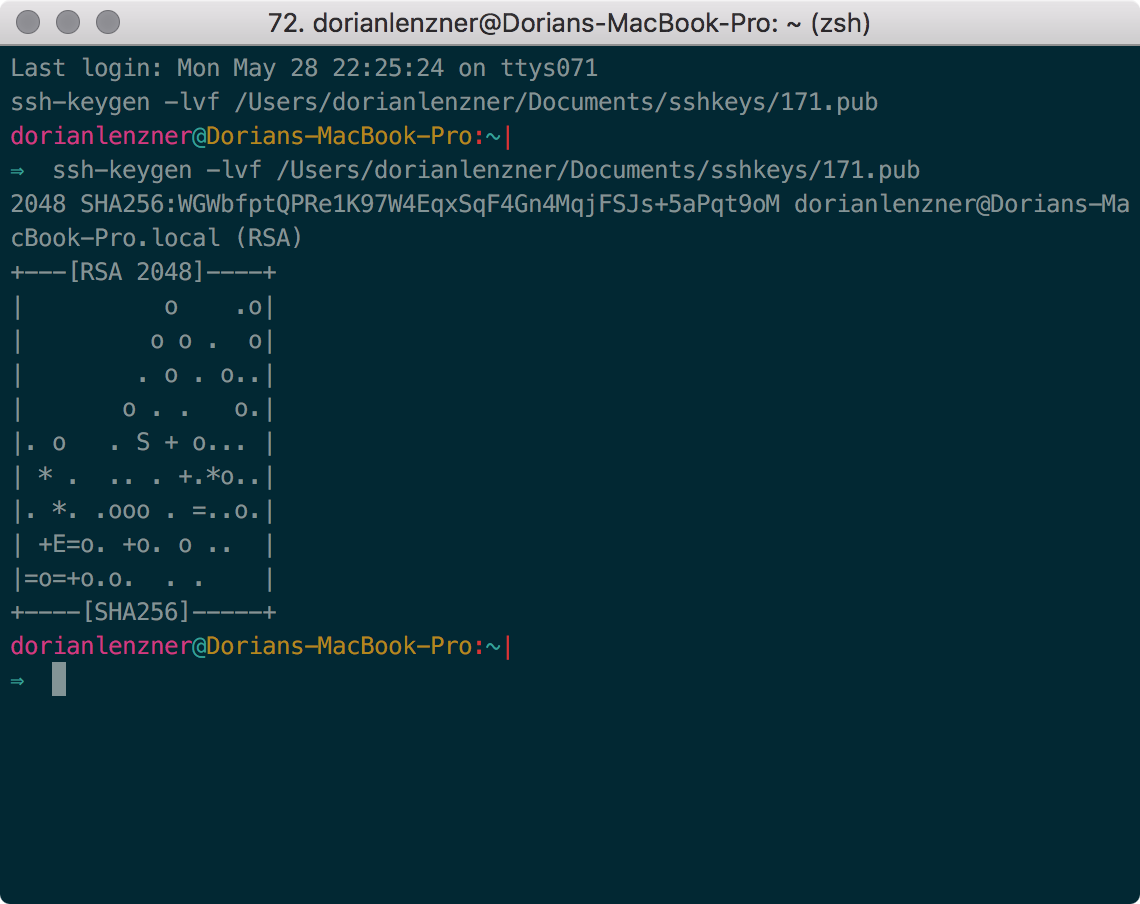 72. dorianlenzner@Dorians-MacBook-Pro: ~ (zsh)
Last login: Mon May 28 22:25:24 on ttys071
ssh-keygen -lvf /Users/dorianlenzner/Documents/sshkeys/171.pub
dorianlenzner@Dorians-MacBook-Pro:~|
⇒  ssh-keygen -lvf /Users/dorianlenzner/Documents/sshkeys/171.pub
2048 SHA256:WGWbfptQPRe1K97W4EqxSqF4Gn4MqjFSJs+5aPqt9oM dorianlenzner@Dorians-Ma
cBook-Pro.local (RSA)
+---[RSA 2048]----+
|          o    .o|
|         o o .  o|
|        . o . o..|
|       o . .   o.|
|. o   . S + o... |
| * .  .. . +.*o..|
|. *. .ooo . =..o.|
| +E=o. +o. o ..  |
|=o=+o.o.  . .    |
+----[SHA256]-----+
dorianlenzner@Dorians-MacBook-Pro:~|
⇒